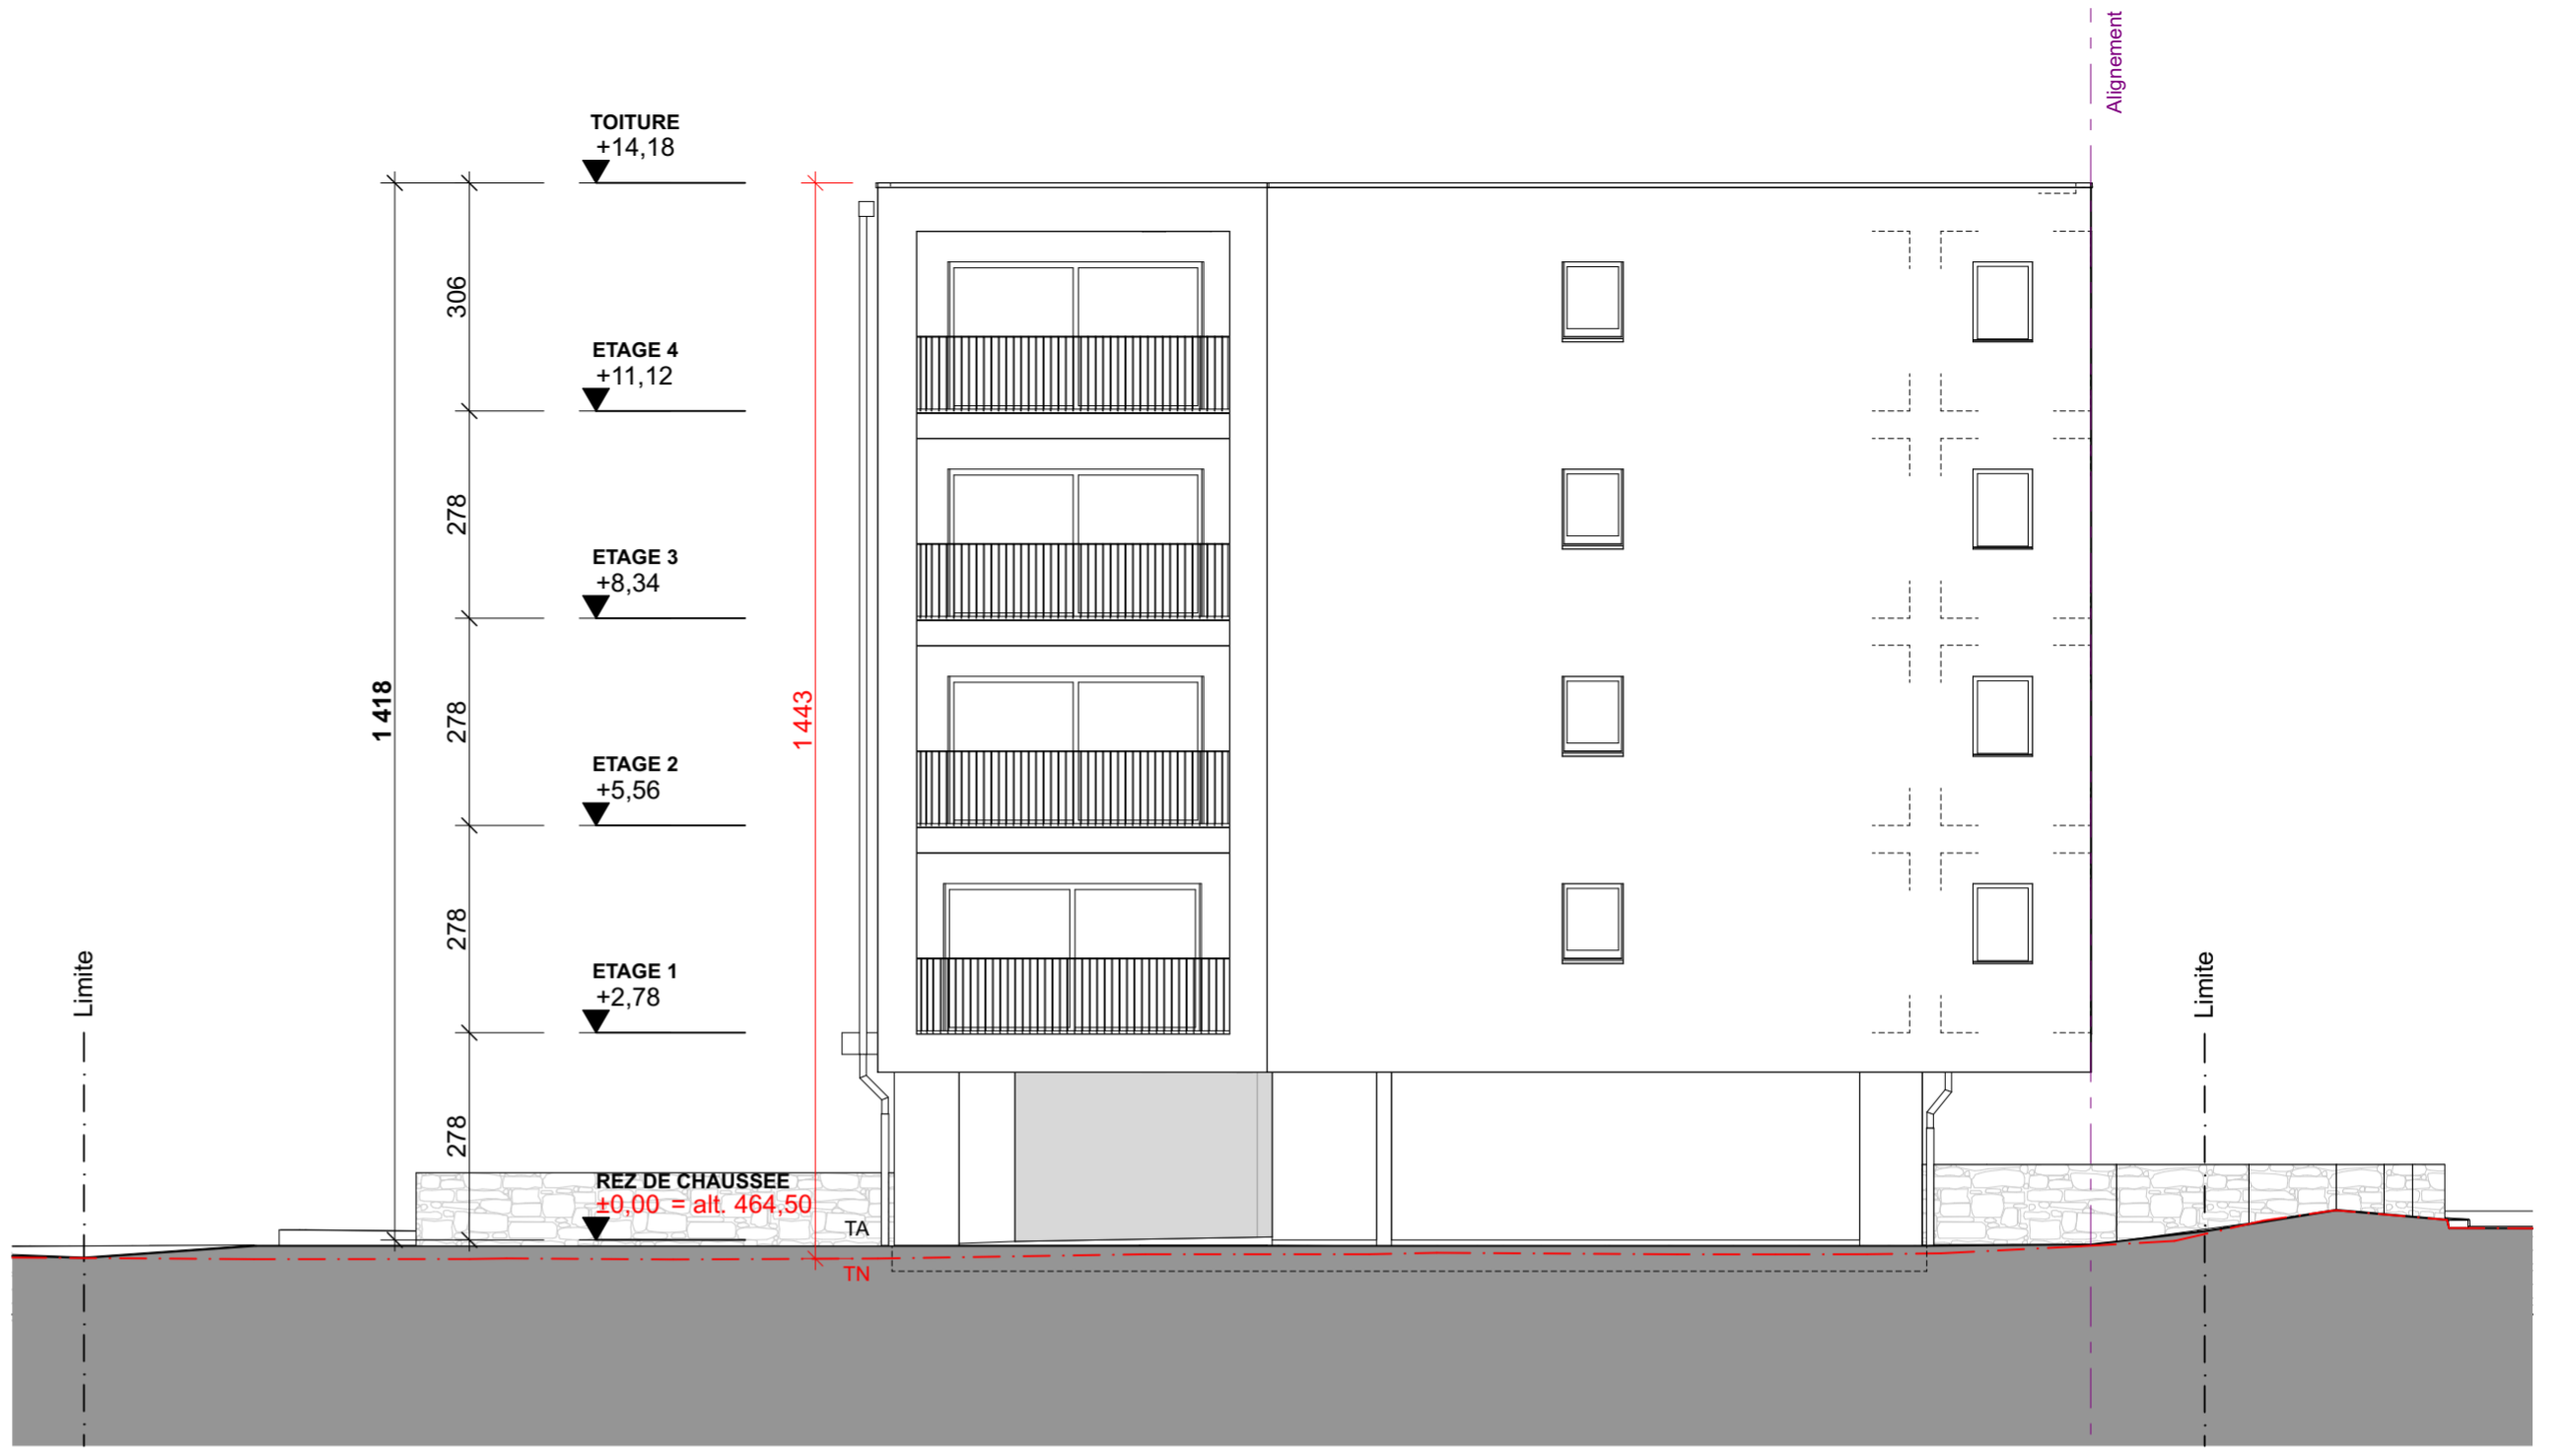 Alignement
TOITURE
+14,18
306
ETAGE 4
+11,12
278
ETAGE 3
+8,34
1 418
278
1 443
ETAGE 2
+5,56
278
ETAGE 1
+2,78
Limite
Limite
278
REZ DE CHAUSSEE
±0,00 = alt. 464,50
TA
TN